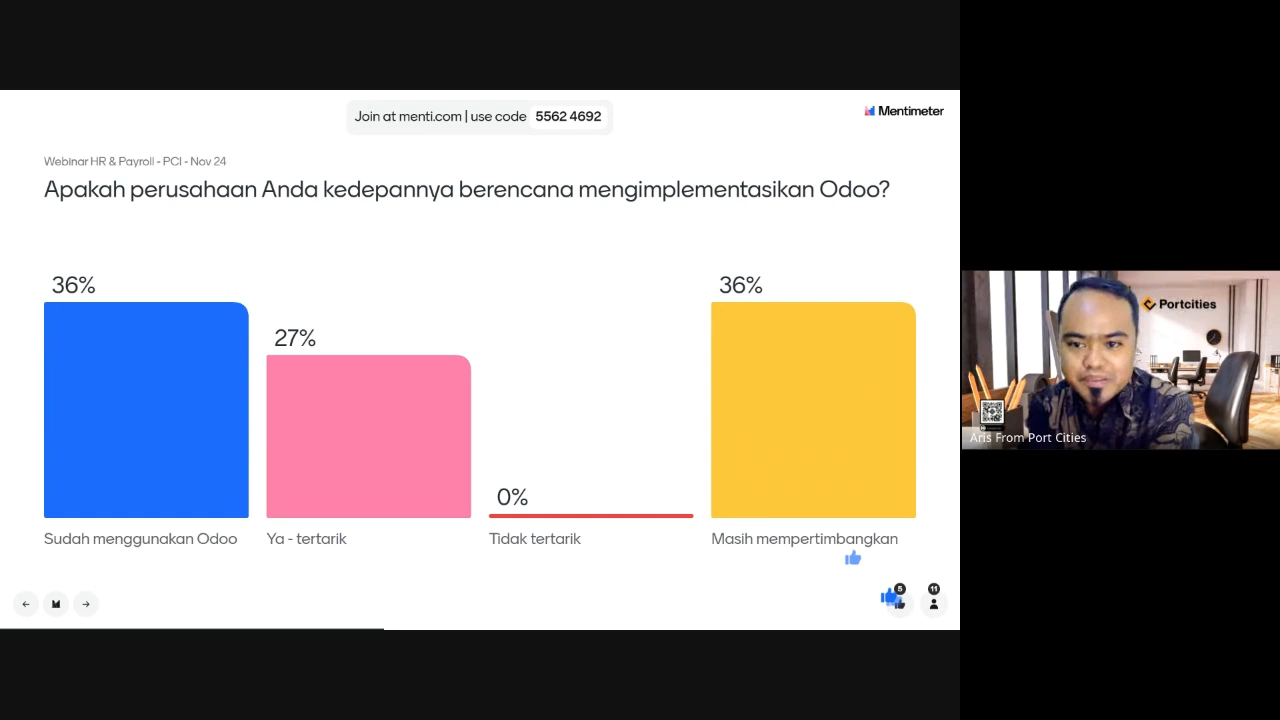 Join at menti.com | use code 5562 4692
Mentimeter
Webinar HR & Payroll - PCI - Nov 24
Apakah perusahaan Anda kedepannya berencana mengimplementasikan Odoo?
36%
27%
0%
36%
Sudah menggunakan Odoo
Ya - tertarik
Tidak tertarik
Masih mempertimbangkan
5
11
Portcities
Aris From Port Cities